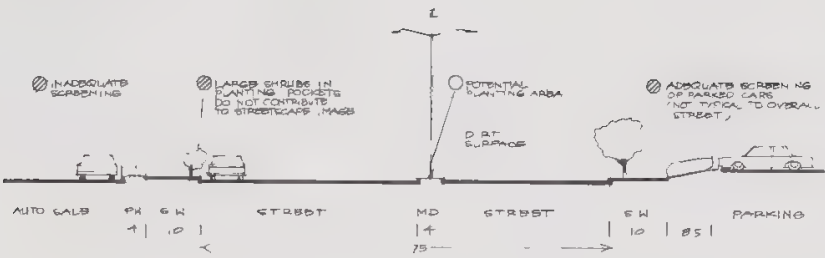 INADEQUATE
SCREENING
LARGE SHRUBS IN
PLANTING POCKETS
DO NOT CONTRIBUTE
TO STREETSCAPE IMAGE
POTENTIAL
PLANTING AREA
ADEQUATE SCREENING
OF PARKED CARS
(NOT TYPICAL TO OVERALL
STREET)
DIRT
SURFACE
AUTO SALE PK SW STREET MD STREET SW PARKING
4 10 14 10 85
75